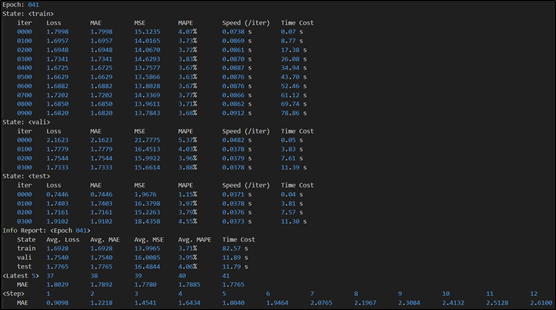 Epoch: 041
State: <train>
iter Loss MAE MSE MAPE Speed (/iter) Time Cost
0000 1.7998 1.7998 15.1235 4.07% 0.0738 s 0.07 s
0100 1.6957 1.6957 14.0165 3.73% 0.0869 s 8.77 s
0200 1.6948 1.6948 14.0670 3.72% 0.0861 s 17.38 s
0300 1.7341 1.7341 14.6293 3.83% 0.0870 s 26.08 s
0400 1.6725 1.6725 13.7577 3.67% 0.0887 s 34.94 s
0500 1.6629 1.6629 13.5866 3.63% 0.0876 s 43.70 s
0600 1.6882 1.6882 13.8028 3.67% 0.0876 s 52.46 s
0700 1.7202 1.7202 14.3369 3.77% 0.0866 s 61.12 s
0800 1.6850 1.6850 13.9611 3.71% 0.0862 s 69.74 s
0900 1.6820 1.6820 13.7843 3.68% 0.0912 s 78.86 s
State: <vali>
iter Loss MAE MSE MAPE Speed (/iter) Time Cost
0000 2.1623 2.1623 21.7775 5.37% 0.0482 s 0.05 s
0100 1.7779 1.7779 16.4513 4.03% 0.0378 s 3.83 s
0200 1.7544 1.7544 15.9922 3.96% 0.0379 s 7.61 s
0300 1.7333 1.7333 15.6614 3.88% 0.0378 s 11.39 s
State: <test>
iter Loss MAE MSE MAPE Speed (/iter) Time Cost
0000 0.7446 0.7446 1.9676 1.15% 0.0371 s 0.04 s
0100 1.7403 1.7403 16.3798 3.97% 0.0378 s 3.81 s
0200 1.7161 1.7161 15.2263 3.79% 0.0376 s 7.57 s
0300 1.9102 1.9102 18.4358 4.55% 0.0373 s 11.30 s
Info Report: <Epoch 041>
State Avg. Loss Avg. MAE Avg. MSE Avg. MAPE Time Cost
train 1.6928 1.6928 13.9965 3.71% 82.57 s
vali 1.7540 1.7540 16.0085 3.95% 11.89 s
test 1.7765 1.7765 16.4844 4.00% 11.79 s
<Latest 5> 37 38 39 40 41
MAE 1.8029 1.7892 1.7780 1.7885 1.7765
<Step> 1 2 3 4 5 6 7 8 9 10 11 12
MAE 0.9098 1.2218 1.4541 1.6434 1.8040 1.9464 2.0765 2.1967 2.3084 2.4132 2.5128 2.6100